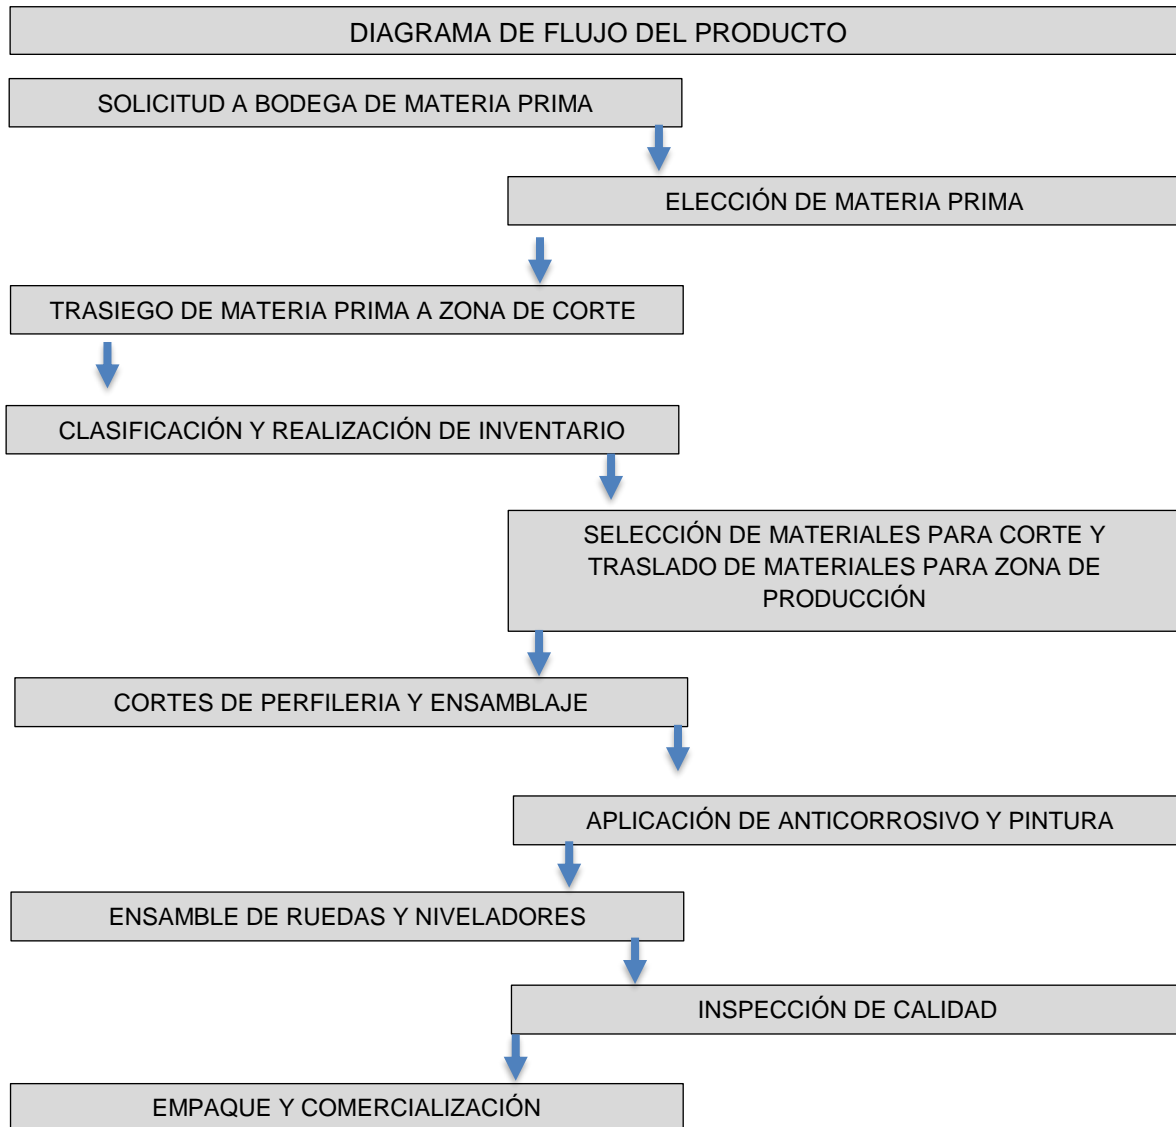 DIAGRAMA DE FLUJO DEL PRODUCTO
SOLICITUD A BODEGA DE MATERIA PRIMA
ELECCIÓN DE MATERIA PRIMA
TRASIEGO DE MATERIA PRIMA A ZONA DE CORTE
CLASIFICACIÓN Y REALIZACIÓN DE INVENTARIO
SELECCIÓN DE MATERIALES PARA CORTE Y
TRASLADO DE MATERIALES PARA ZONA DE
PRODUCCIÓN
CORTES DE PERFILERIA Y ENSAMBLAJE
APLICACIÓN DE ANTICORROSIVO Y PINTURA
ENSAMBLE DE RUEDAS Y NIVELADORES
INSPECCIÓN DE CALIDAD
EMPAQUE Y COMERCIALIZACIÓN